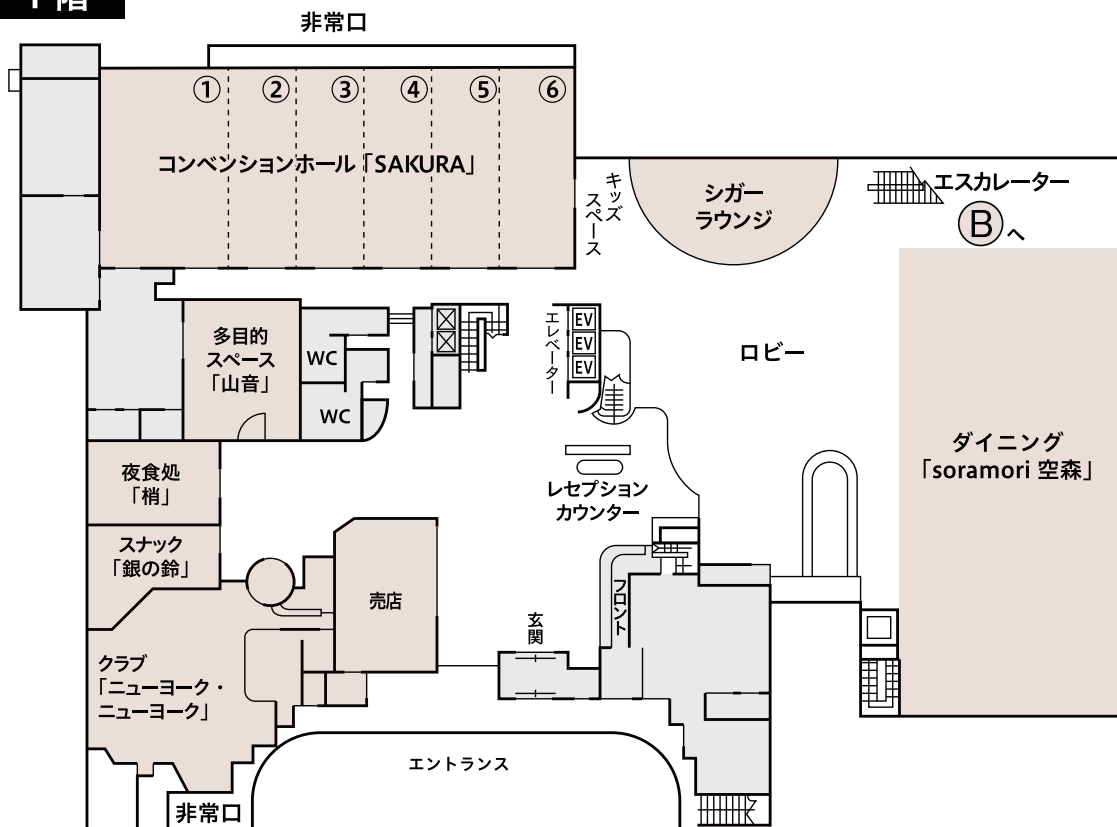 1階
非常口
① ② ③ ④ ⑤ ⑥
コンベンションホール「SAKURA」
キッズ
スペース
シガー
ラウンジ
エスカレーター
B へ
多目的
スペース
「山音」
WC
WC
エレベーター
EV
EV
EV
ロビー
ダイニング
「soramori 空森」
夜食処
「梢」
レセプション
カウンター
スナック
「銀の鈴」
売店
フロント
玄関
クラブ
「ニューヨーク・
ニューヨーク」
エントランス
非常口